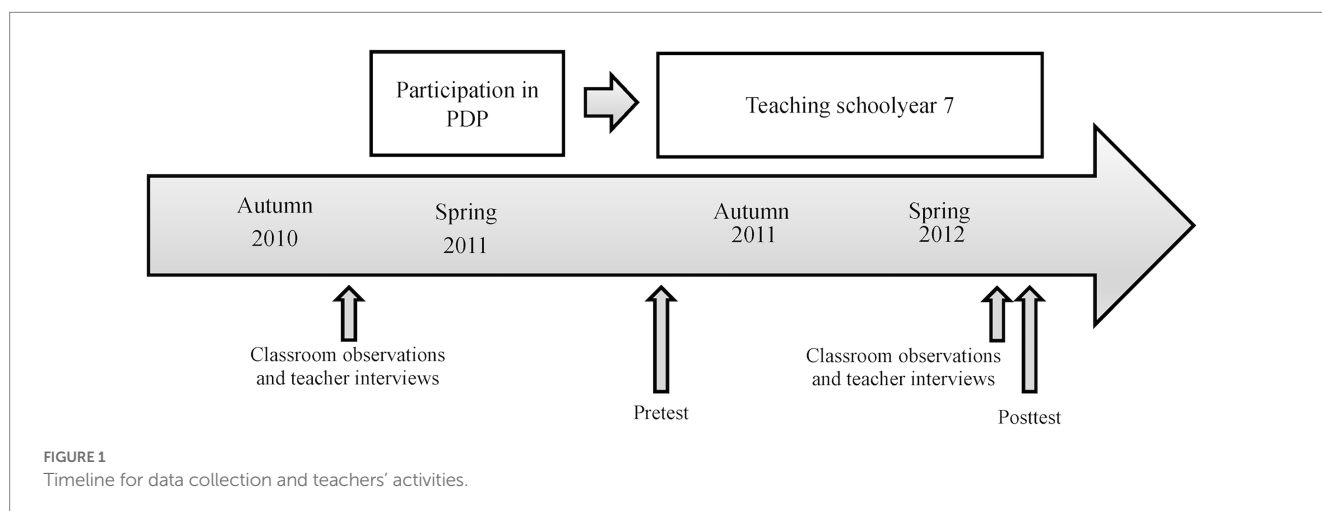 Participation in
PDP
Teaching schoolyear 7
Autumn
2010
Spring
2011
Autumn
2011
Spring
2012
Classroom observations
and teacher interviews
Pretest
Classroom observations
and teacher interviews
Posttest
FIGURE 1
Timeline for data collection and teachers’ activities.